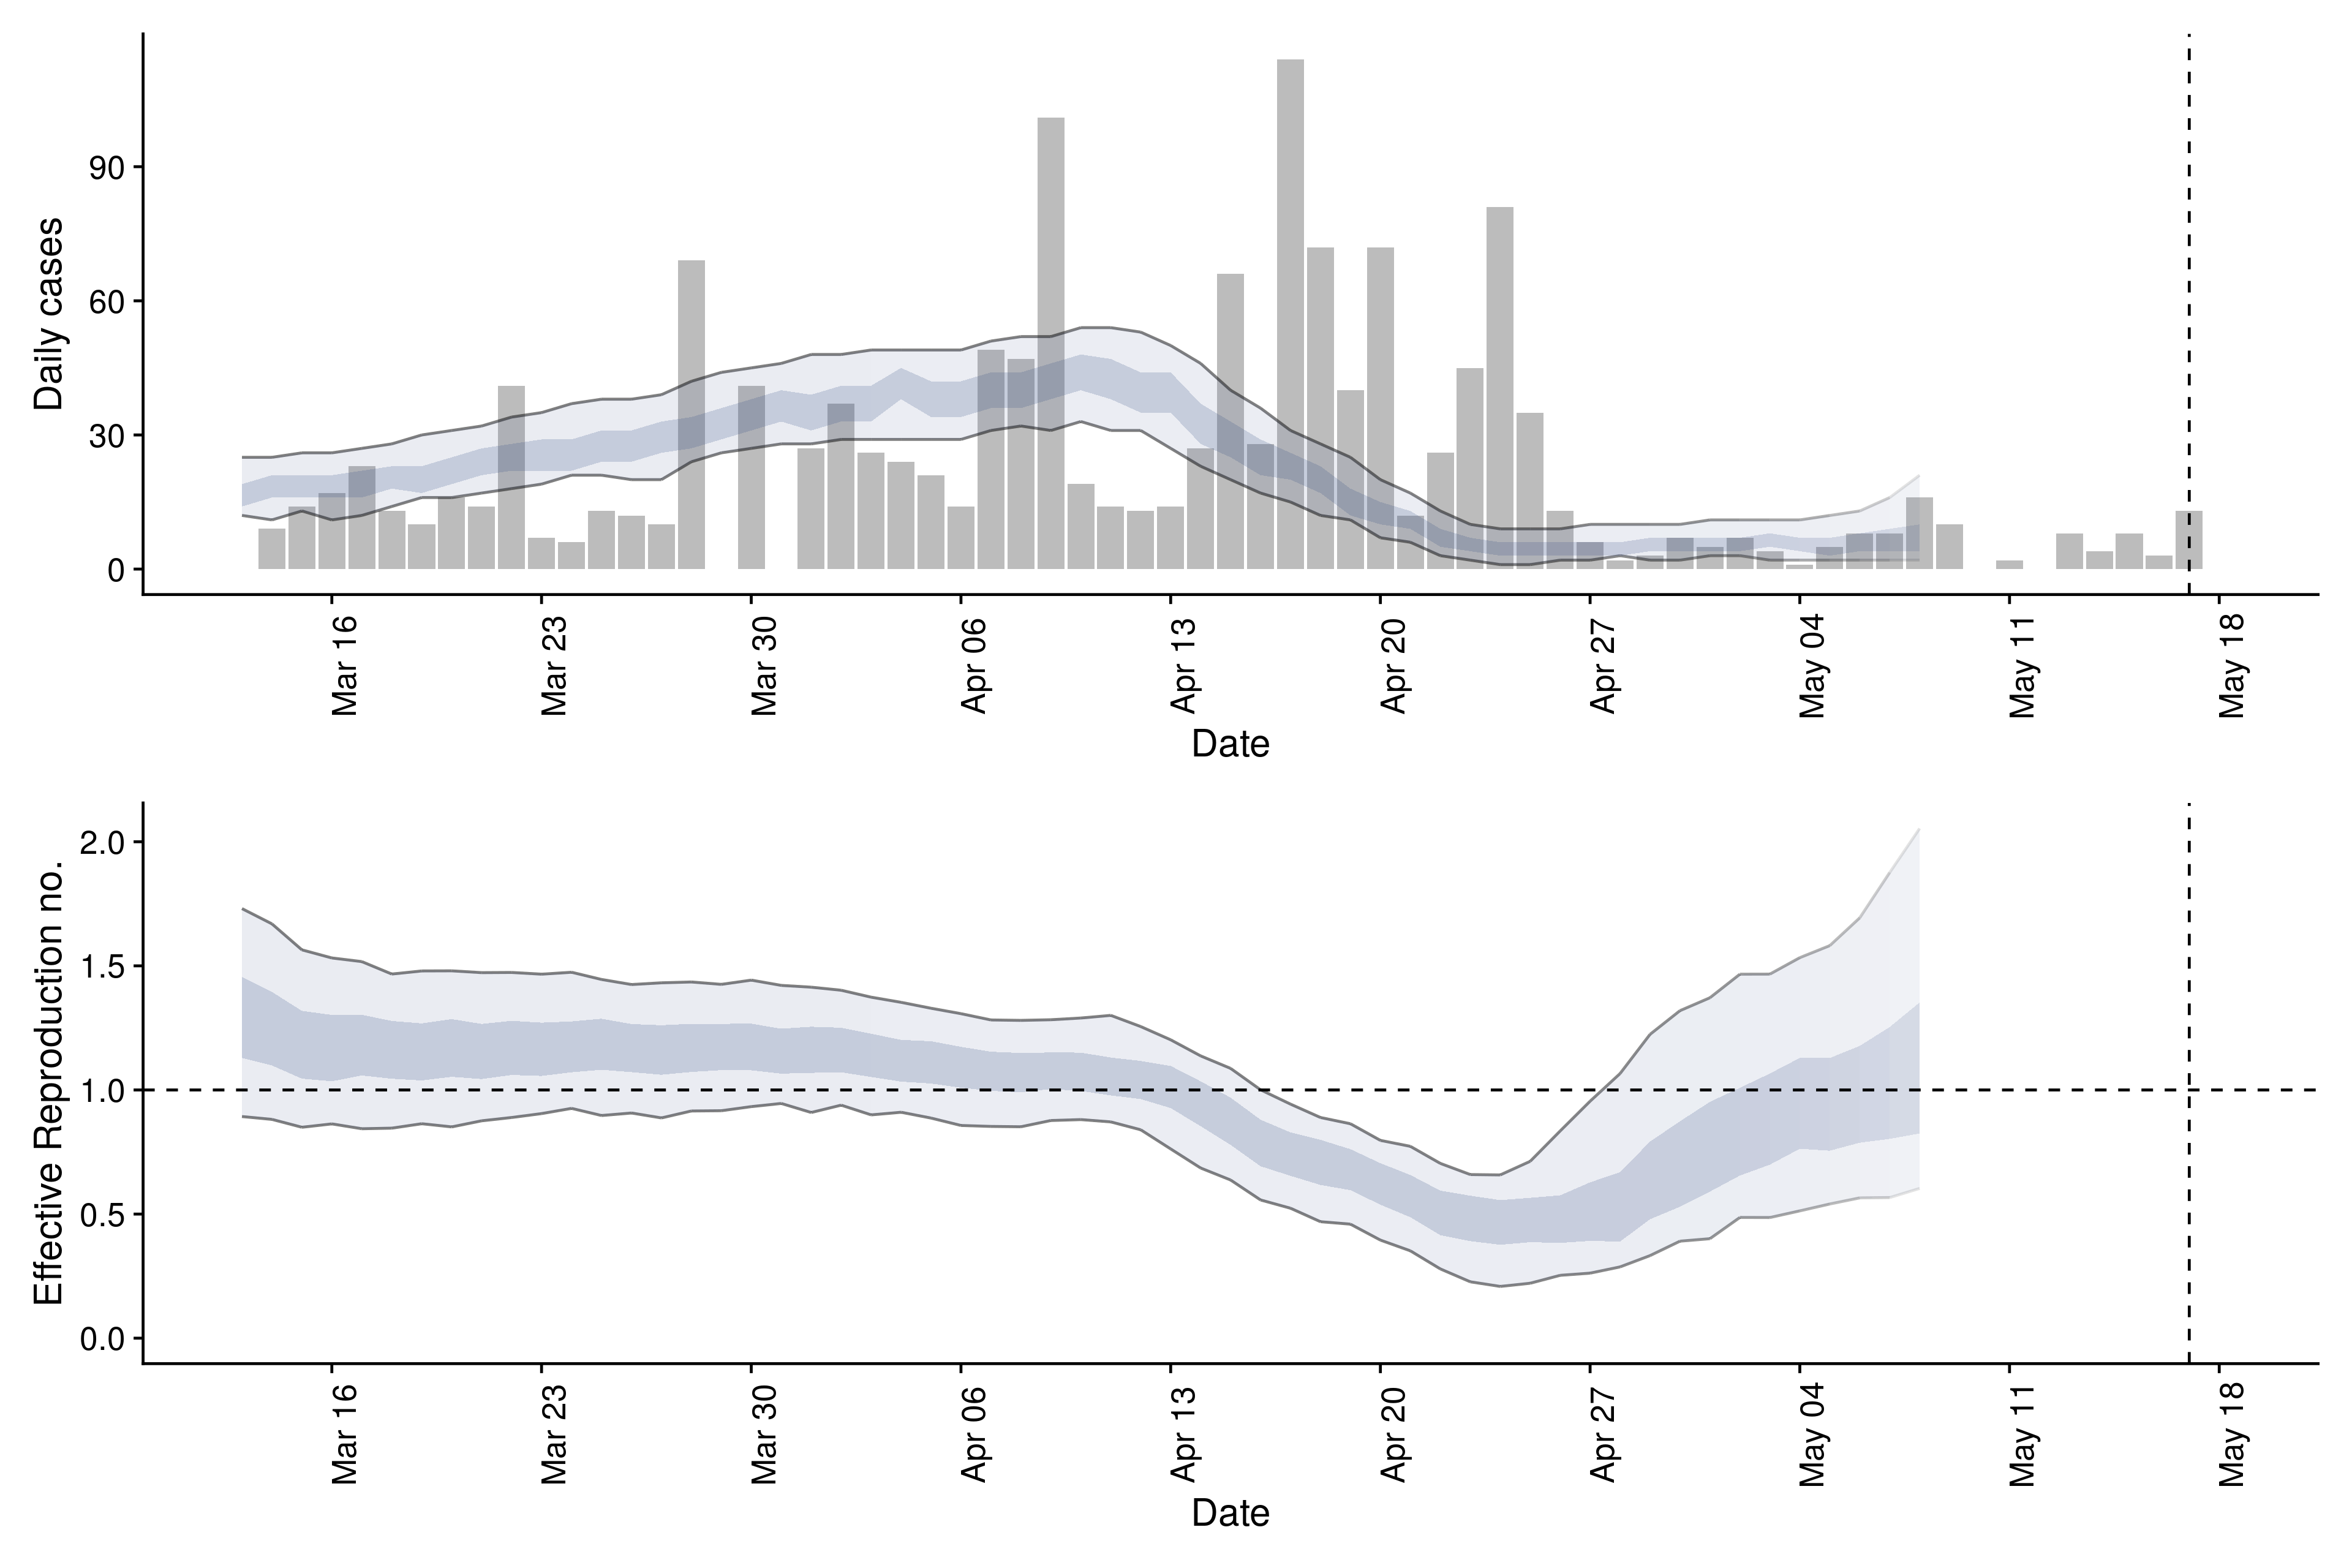 Daily cases
90
60
30
0
Mar 16
Mar 23
Mar 30
Apr 06
Apr 13
Apr 20
Apr 27
May 04
May 11
May 18
Date
Effective Reproduction no.
2.0
1.5
1.0
0.5
0.0
Mar 16
Mar 23
Mar 30
Apr 06
Apr 13
Apr 20
Apr 27
May 04
May 11
May 18
Date